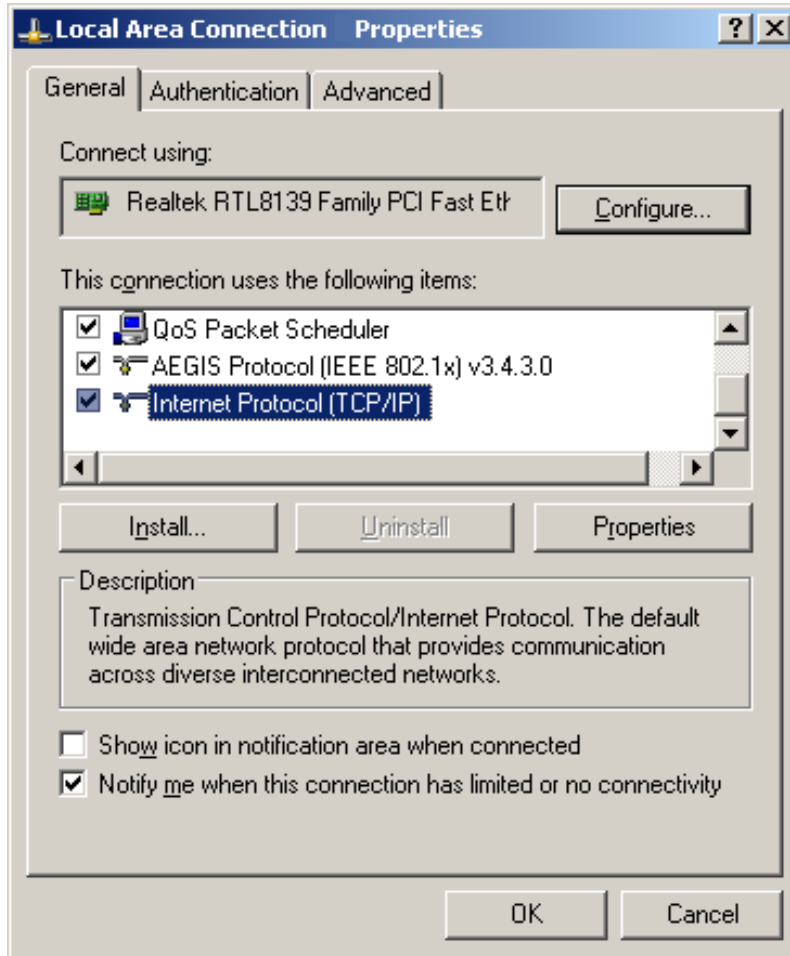 Local Area Connection Properties
General Authentication Advanced
Connect using:
Realtek RTL8139 Family PCI Fast Eth
Configure...
This connection uses the following items:
QoS Packet Scheduler
AEGIS Protocol (IEEE 802.1x) v3.4.3.0
Internet Protocol (TCP/IP)
Install... Uninstall Properties
Description
Transmission Control Protocol/Internet Protocol. The default
wide area network protocol that provides communication
across diverse interconnected networks.
Show icon in notification area when connected
Notify me when this connection has limited or no connectivity
OK Cancel